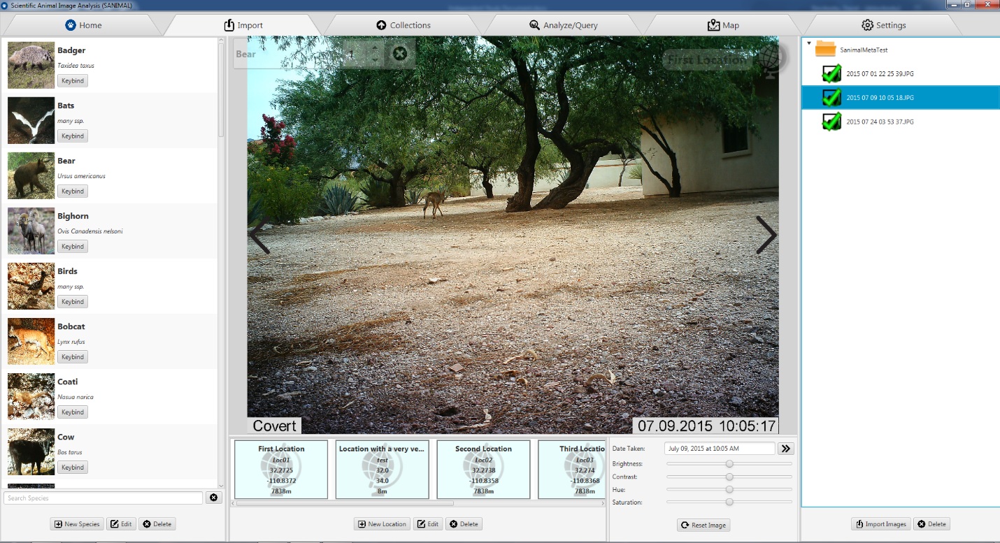 Scientific Animal Image Analysis (SANIMAL)
Home
Import
Collections
Analyze/Query
Map
Settings
Badger
Taxidea taxus
Keybind
Bats
many ssp.
Keybind
Bear
Ursus americanus
Keybind
Bighorn
Ovis Canadensis nelsoni
Keybind
Birds
many ssp.
Keybind
Bobcat
Lynx rufus
Keybind
Coati
Nasua narica
Keybind
Cow
Bos tarus
Keybind
Search Species
New Species
Edit
Delete
Bear
1
First Location
Covert
07.09.2015 10:05:17
First Location
Loc01
32.2725
-110.8372
7838m
Location with a very ve...
test
32.0
34.0
8m
Second Location
Loc02
32.2738
-110.8358
7838m
Third Locatio
Loc03
32.274
-110.8368
7838m
New Location
Edit
Delete
Date Taken:
July 09, 2015 at 10:05 AM
Brightness:
Contrast:
Hue:
Saturation:
Reset Image
SanimalMetaTest
2015 07 01 22 25 39.JPG
2015 07 09 10 05 18.JPG
2015 07 24 03 53 37.JPG
Import Images
Delete